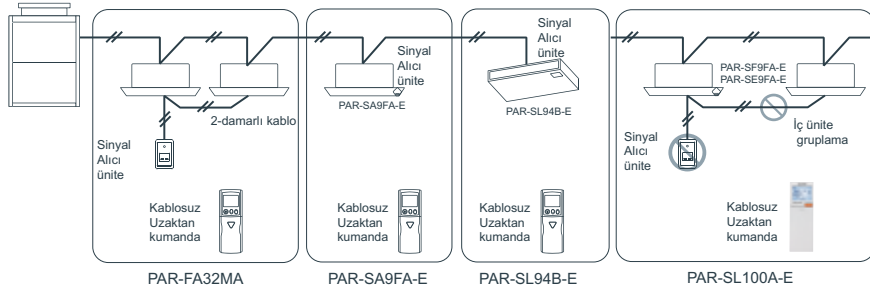 2-damarlı kablo
Sinyal
Alıcı
ünite
Kablosuz
Uzaktan
kumanda
PAR-FA32MA
Sinyal
Alıcı
ünite
PAR-SA9FA-E
Kablosuz
Uzaktan
kumanda
PAR-SA9FA-E
Sinyal
Alıcı
ünite
PAR-SL94B-E
Kablosuz
Uzaktan
kumanda
PAR-SL94B-E
PAR-SF9FA-E
PAR-SE9FA-E
Sinyal
Alıcı
ünite
İç ünite
gruplama
Kablosuz
Uzaktan
kumanda
PAR-SL100A-E